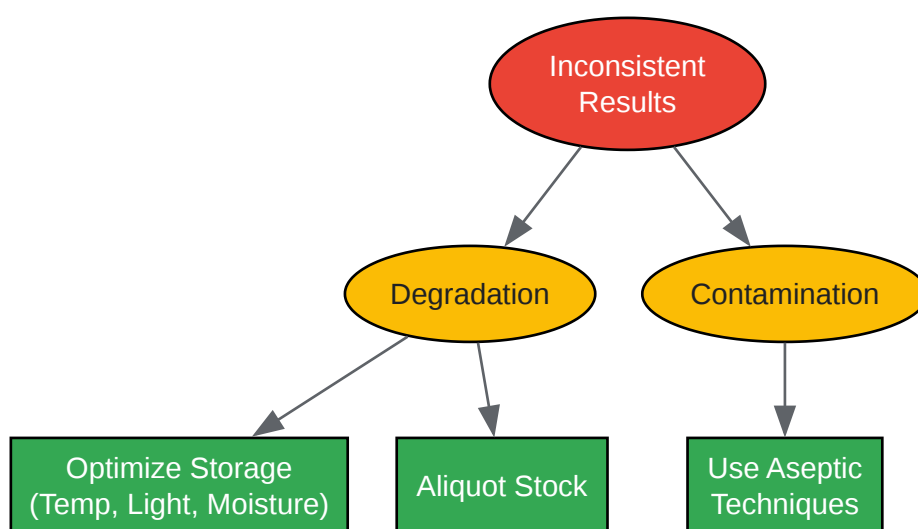 Inconsistent
Results
Degradation
Contamination
Optimize Storage
(Temp, Light, Moisture)
Aliquot Stock
Use Aseptic
Techniques